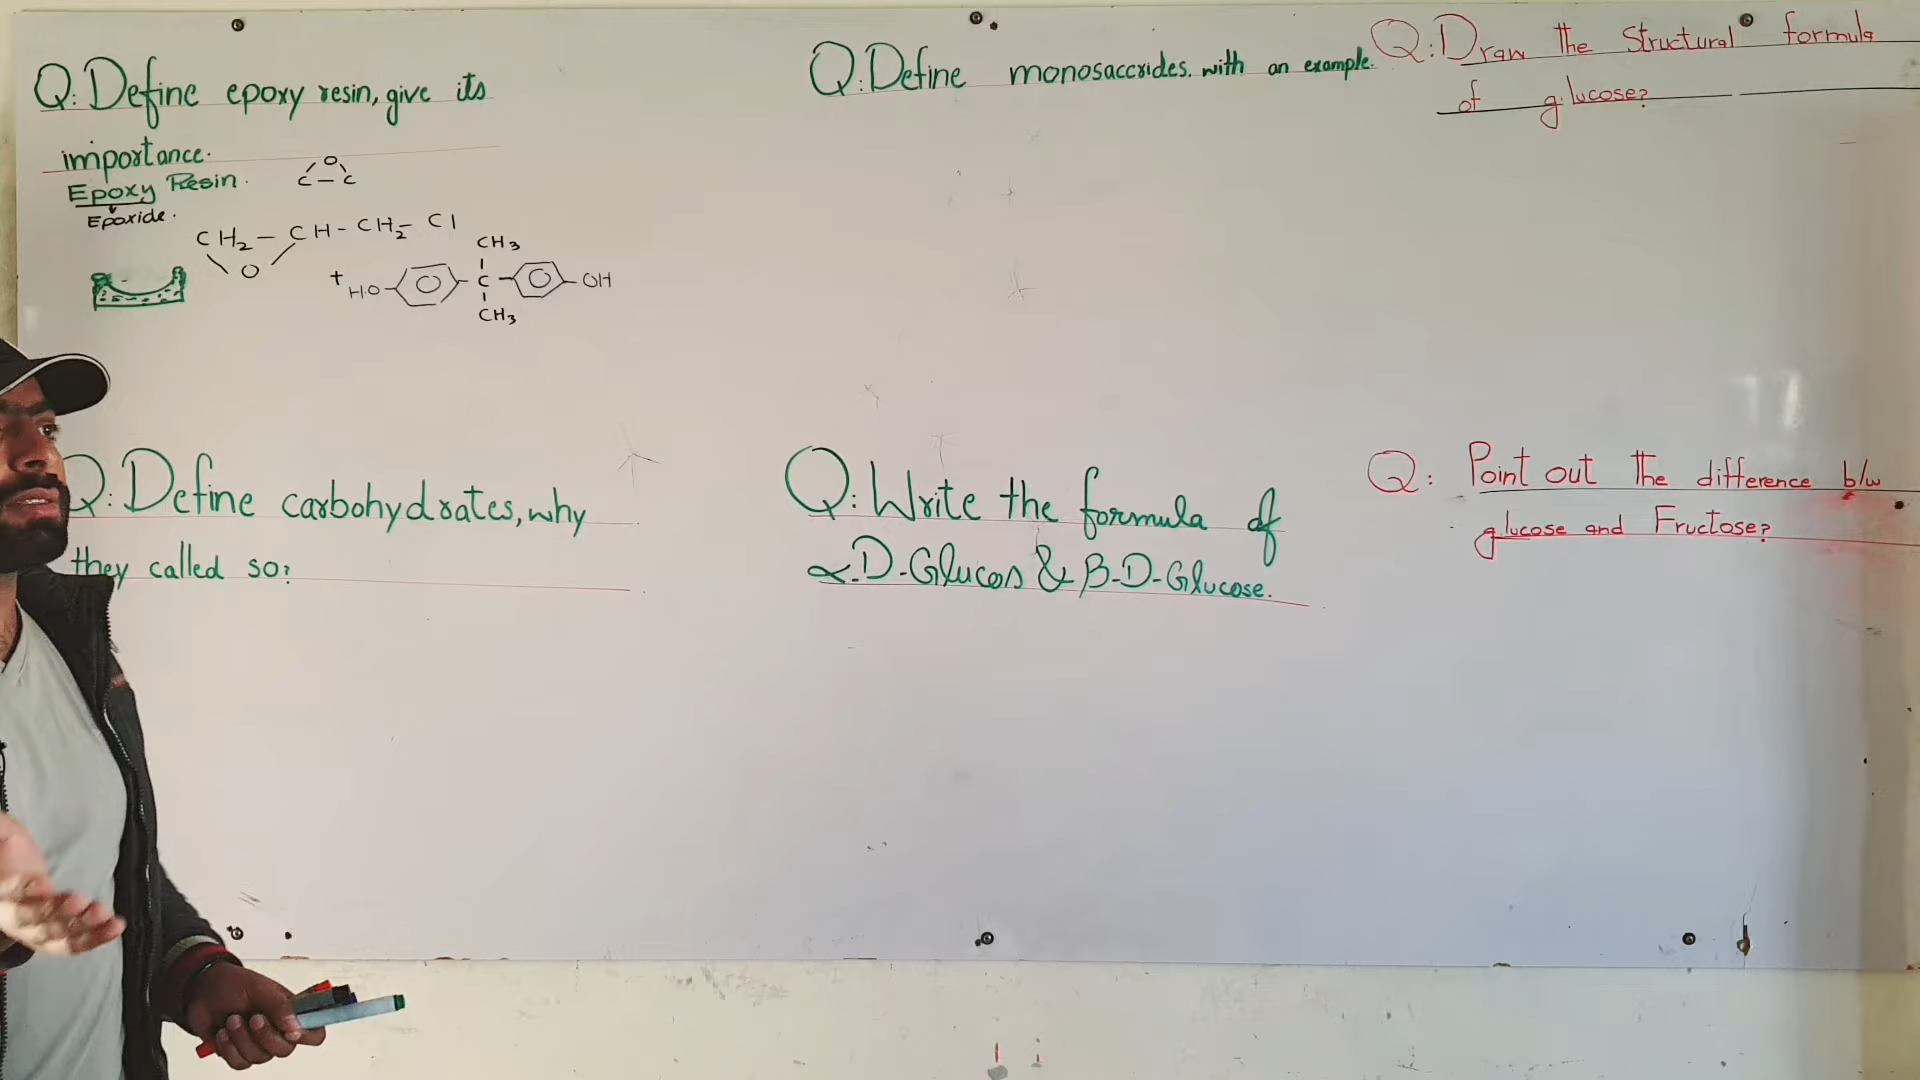 Q:Define epoxy resin, give its
importance.
Epoxy Resin.
Epoxide.
O
C – C
CH2 – CH - CH2 - Cl
O
+
CH3
HO C OH
CH3
Q:Define carbohydrates, why
they called so?
Q:Define monosaccrides. with an example.
Q:Write the formula of
α.D-Glucos & β-D-Glucose.
Q:Draw the Structural formula
of glucose?
Q: Point out the difference b/w
glucose and Fructose?